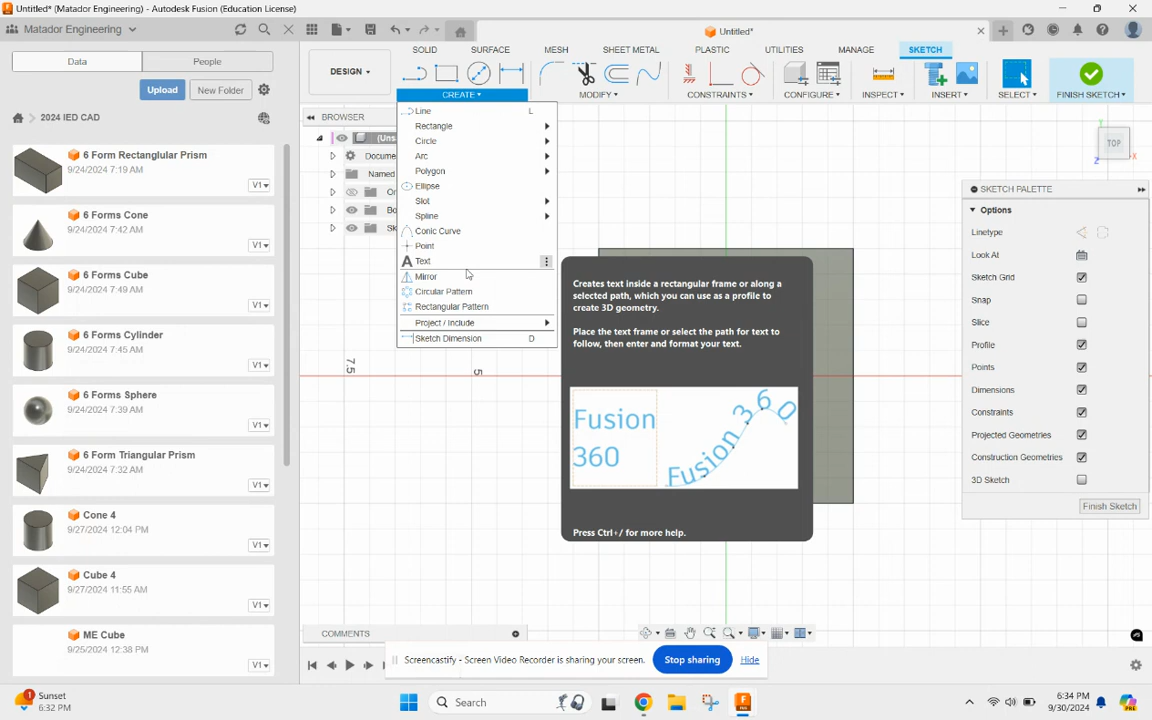 Untitled* (Matador Engineering) - Autodesk Fusion (Education License)
Matador Engineering
Untitled*
Data
People
Upload
New Folder
2024 IED CAD
6 Form Rectanglular Prism
9/24/2024 7:19 AM
V1
6 Forms Cone
9/24/2024 7:42 AM
V1
6 Forms Cube
9/24/2024 7:49 AM
V1
6 Forms Cylinder
9/24/2024 7:35 AM
V1
6 Forms Sphere
9/24/2024 7:39 AM
V1
6 Form Triangular Prism
9/24/2024 7:32 AM
V1
Cone 4
9/27/2024 12:04 PM
V1
Cube 4
9/27/2024 11:55 AM
V1
ME Cube
9/25/2024 12:38 PM
V1
DESIGN
SOLID
SURFACE
MESH
SHEET METAL
PLASTIC
UTILITIES
MANAGE
SKETCH
CREATE
MODIFY
CONSTRAINTS
CONFIGURE
INSPECT
INSERT
SELECT
FINISH SKETCH
BROWSER
(Uns
Docume
Named
Or
Bo
Sk
Line L
Rectangle
Circle
Arc
Polygon
Ellipse
Slot
Spline
Conic Curve
Point
Text
Mirror
Circular Pattern
Rectangular Pattern
Project / Include
Sketch Dimension D
Creates text inside a rectangular frame or along a
selected path, which you can use as a profile to
create 3D geometry.
Place the text frame or select the path for text to
follow, then enter and format your text.
Fusion
360
Fusion 360
Press Ctrl+/ for more help.
7.5
5
TOP
X
Y
Z
SKETCH PALETTE
Options
Linetype
Look At
Sketch Grid
Snap
Slice
Profile
Points
Dimensions
Constraints
Projected Geometries
Construction Geometries
3D Sketch
Finish Sketch
COMMENTS
Screencastify - Screen Video Recorder is sharing your screen.
Stop sharing
Hide
1
Sunset
6:32 PM
Search
6:34 PM
9/30/2024